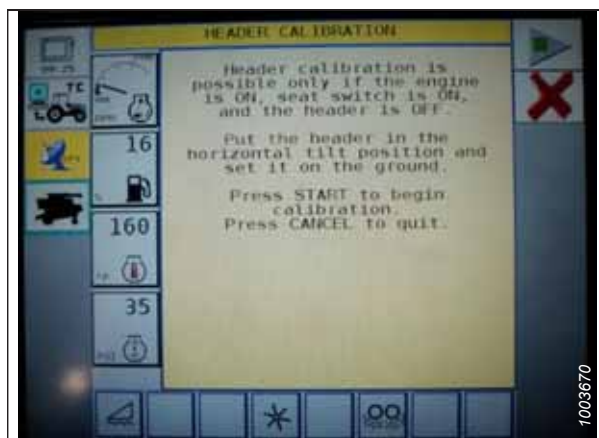 HEADER CALIBRATION
Header calibration is
possible only if the engine
is ON, seat switch is ON,
and the header is OFF.
Put the header in the
horizontal tilt position and
set it on the ground.
Press START to begin
calibration.
Press CANCEL to quit.
TC
16
160
35
1003670